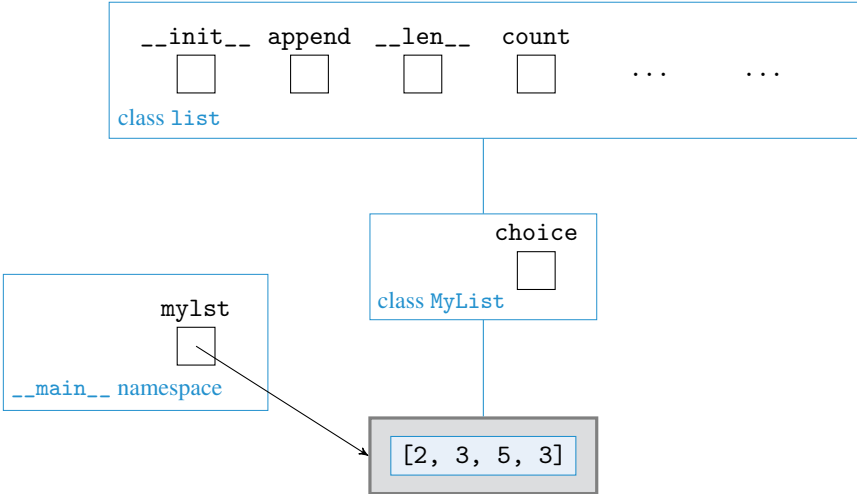 __init__ append __len__ count ... ...
class list
choice
class MyList
mylst
__main__ namespace
[2, 3, 5, 3]